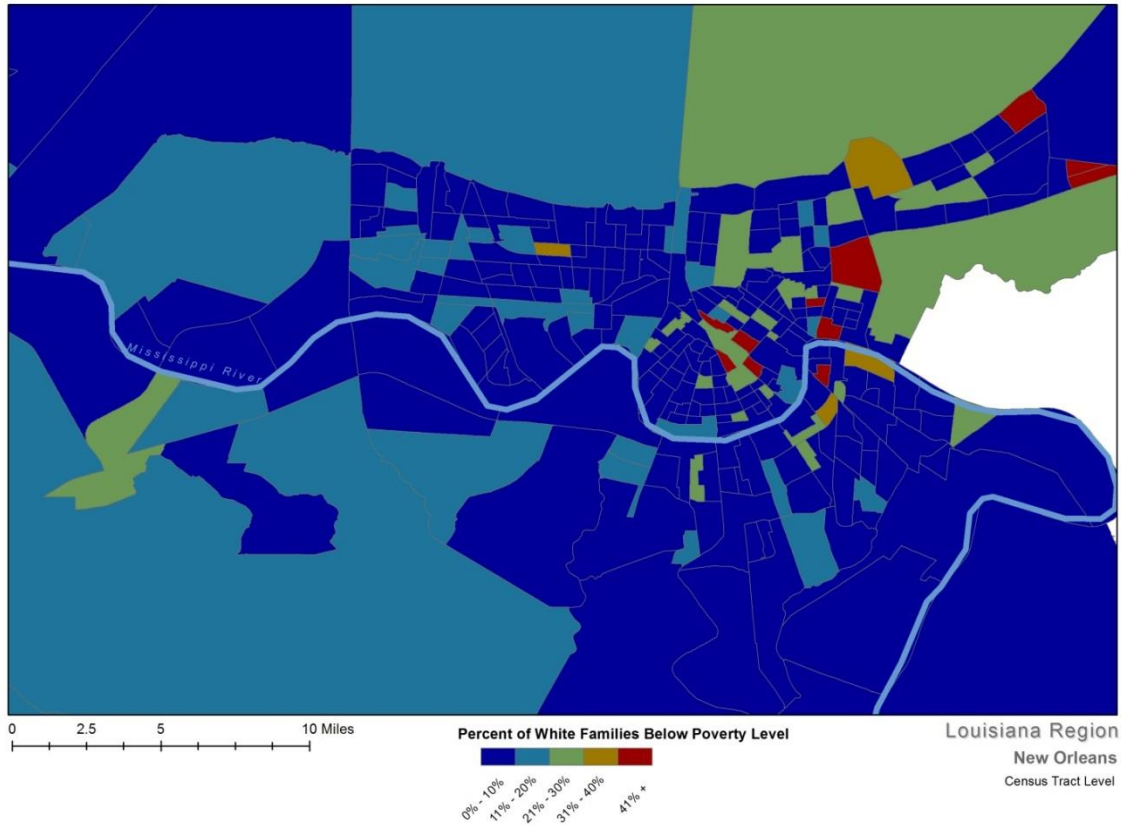 Mississippi River
0 2.5 5 10 Miles
Percent of White Families Below Poverty Level
0% - 10%
11% - 20%
21% - 30%
31% - 40%
41% +
Louisiana Region
New Orleans
Census Tract Level